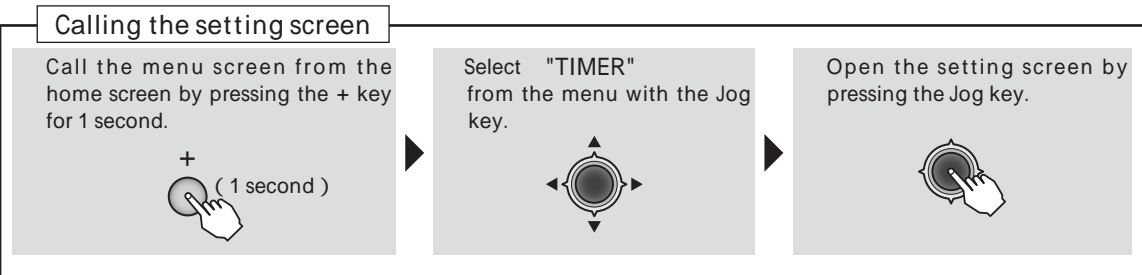 Calling the setting screen
Call the menu screen from the
home screen by pressing the + key
for 1 second.
+
( 1 second )
Select "TIMER"
from the menu with the Jog
key.
Open the setting screen by
pressing the Jog key.